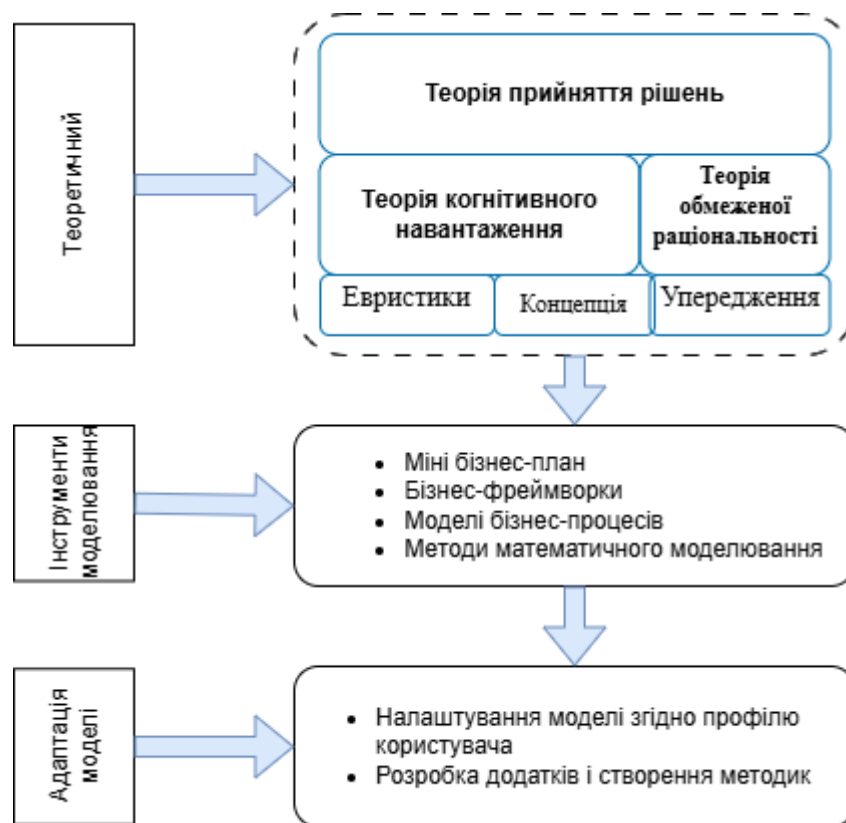 Теоретичний
Теорія прийняття рішень
Теорія когнітивного
навантаження
Теорія
обмеженої
раціональності
Евристики
Концепція
Упередження
Інструменти
моделювання
• Міні бізнес-план
• Бізнес-фреймворки
• Моделі бізнес-процесів
• Методи математичного моделювання
Адаптація
моделі
• Налаштування моделі згідно профілю
користувача
• Розробка додатків і створення методик